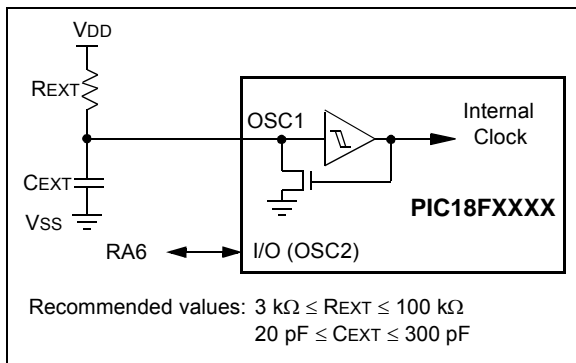 VDD
REXT
OSC1
Internal
Clock
CEXT
PIC18FXXXX
VSS
RA6
I/O (OSC2)
Recommended values: 3 kΩ ≤ REXT ≤ 100 kΩ
20 pF ≤ CEXT ≤ 300 pF